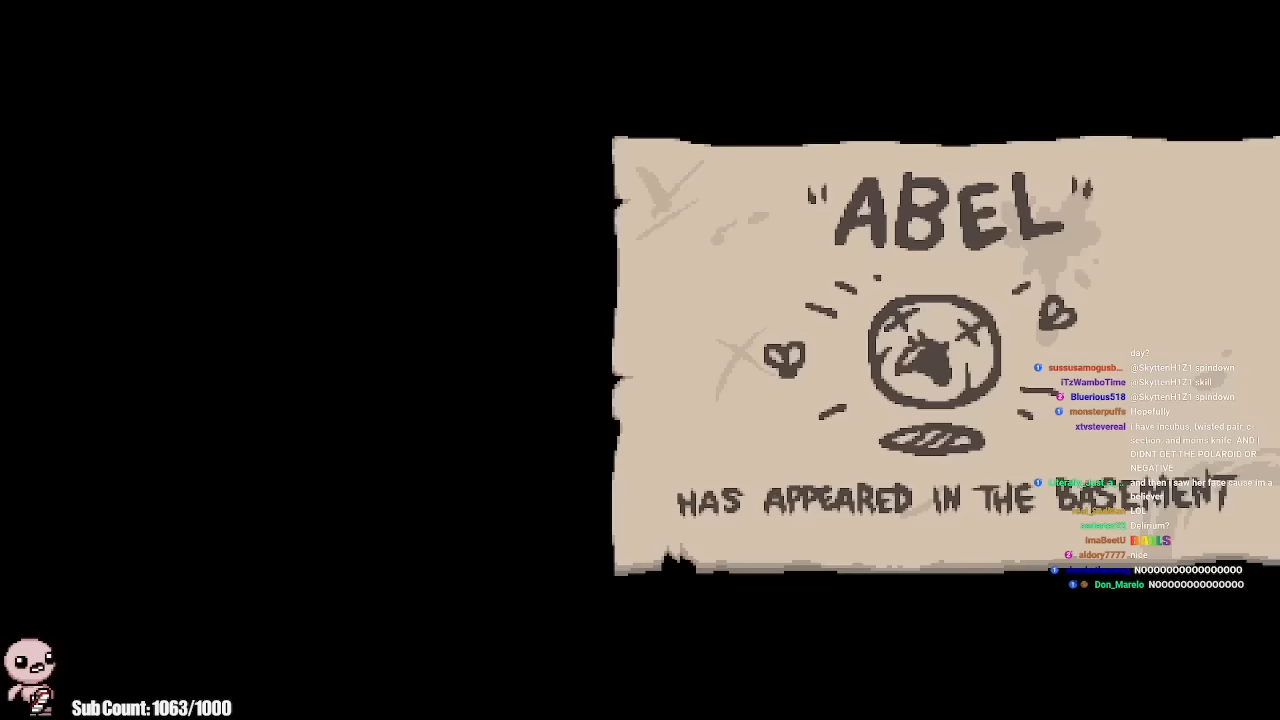 "ABEL"
HAS APPEARED IN THE BASEMENT
day?
sussusamogusb... @SkyttenH1Z1 spindown
iTzWamboTime @SkyttenH1Z1 skill
Bluerious518 @SkyttenH1Z1 spindown
monsterpuffs Hopefully
xtvstevereal i have incubus, twisted pair, c-
section, and moms knife. AND I
DIDNT GET THE POLAROID OR
NEGATIVE
and then i saw her face cause im a
believer
LOL
Delirium?
ImaBeetU BALLS
aldory7777 nice
NOOOOOOOOOOOOOOO
Don_Marelo NOOOOOOOOOOOOO
Sub Count: 1063/1000